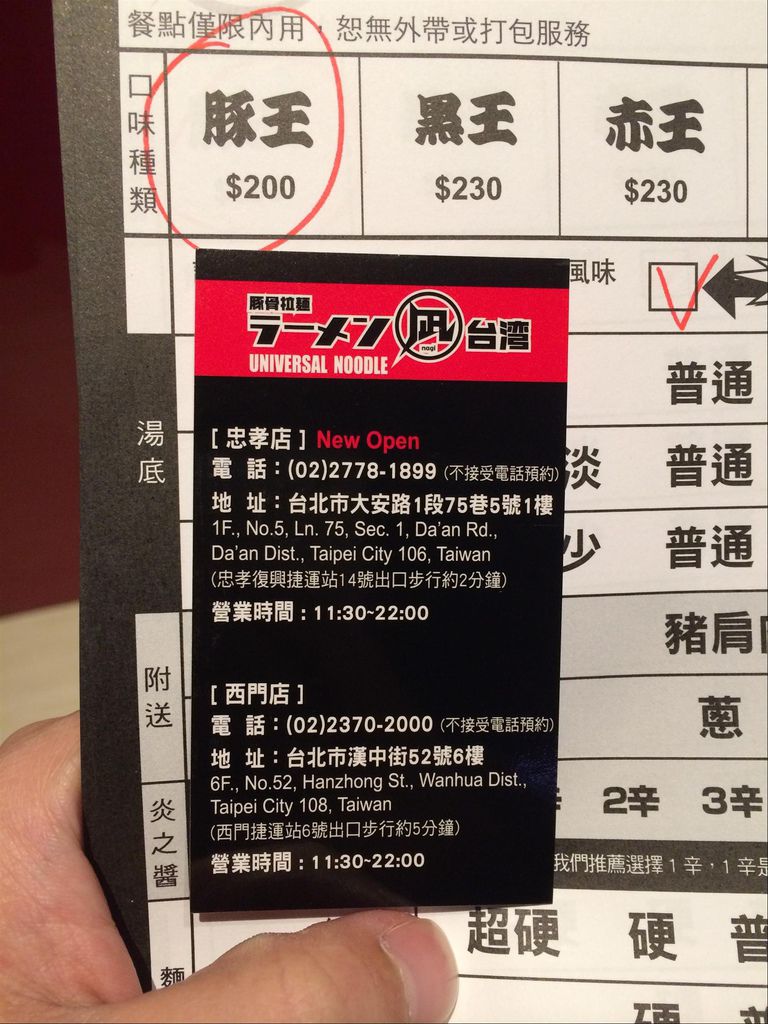 餐點僅限內用，恕無外帶或打包服務
口味種類
豚王
$200
黑王
$230
赤王
$230
風味
豚骨拉麺
ラーメン凪台湾
nagi
UNIVERSAL NOODLE
[ 忠孝店 ] New Open
電 話：(02)2778-1899 (不接受電話預約)
地 址：台北市大安路1段75巷5號1樓
1F., No.5, Ln. 75, Sec. 1, Da'an Rd.,
Da'an Dist., Taipei City 106, Taiwan
(忠孝復興捷運站14號出口步行約2分鐘)
營業時間：11:30~22:00
[ 西門店 ]
電 話：(02)2370-2000 (不接受電話預約)
地 址：台北市漢中街52號6樓
6F., No.52, Hanzhong St., Wanhua Dist.,
Taipei City 108, Taiwan
(西門捷運站6號出口步行約5分鐘)
營業時間：11:30~22:00
湯底
普通
淡 普通
少 普通
附送
豬肩
蔥
炎之醬
2辛 3辛
我們推薦選擇 1 辛，1 辛是
麵
超硬 硬 普
硬